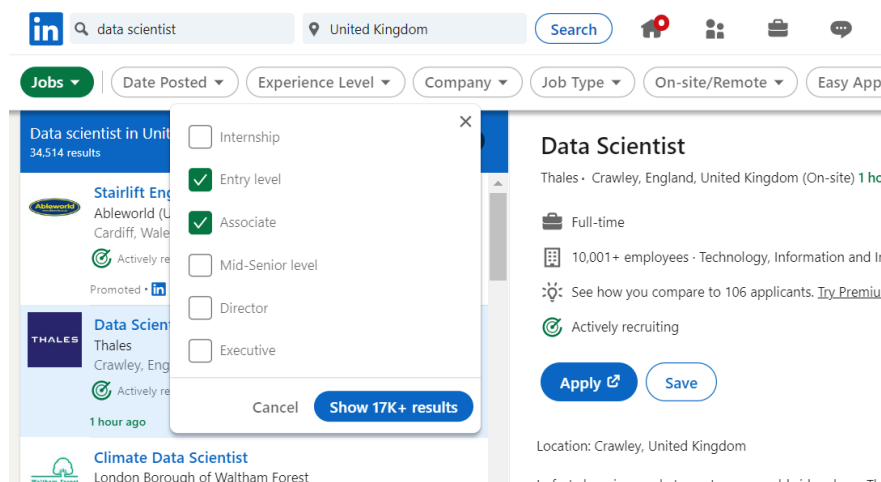 in data scientist United Kingdom Search
Jobs Date Posted Experience Level Company Job Type On-site/Remote Easy App
Data scientist in Unit
34,514 results
Stairlift Eng
Ableworld
Ableworld (U
Cardiff, Wale
Actively re
Promoted · in
Data Scient
THALES
Thales
Crawley, Eng
Actively re
1 hour ago
Climate Data Scientist
London Borough of Waltham Forest
Internship
Entry level
Associate
Mid-Senior level
Director
Executive
Cancel Show 17K+ results
Data Scientist
Thales · Crawley, England, United Kingdom (On-site) 1 ho
Full-time
10,001+ employees · Technology, Information and I
See how you compare to 106 applicants. Try Premiu
Actively recruiting
Apply Save
Location: Crawley, United Kingdom